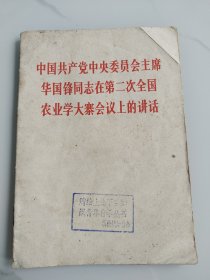 中国共产党中央委员会主席
华国锋同志在第二次全国
农业学大寨会议上的讲话